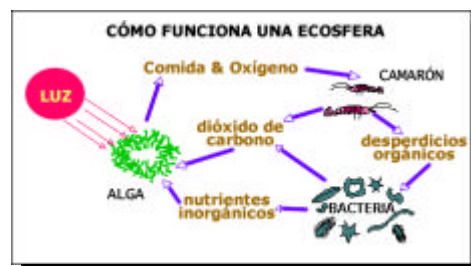 CÓMO FUNCIONA UNA ECOSFERA
Comida & Oxígeno
CAMARÓN
LUZ
dióxido de
carbono
desperdicios
orgánicos
ALGA
nutrientes
inorgánicos
BACTERIA